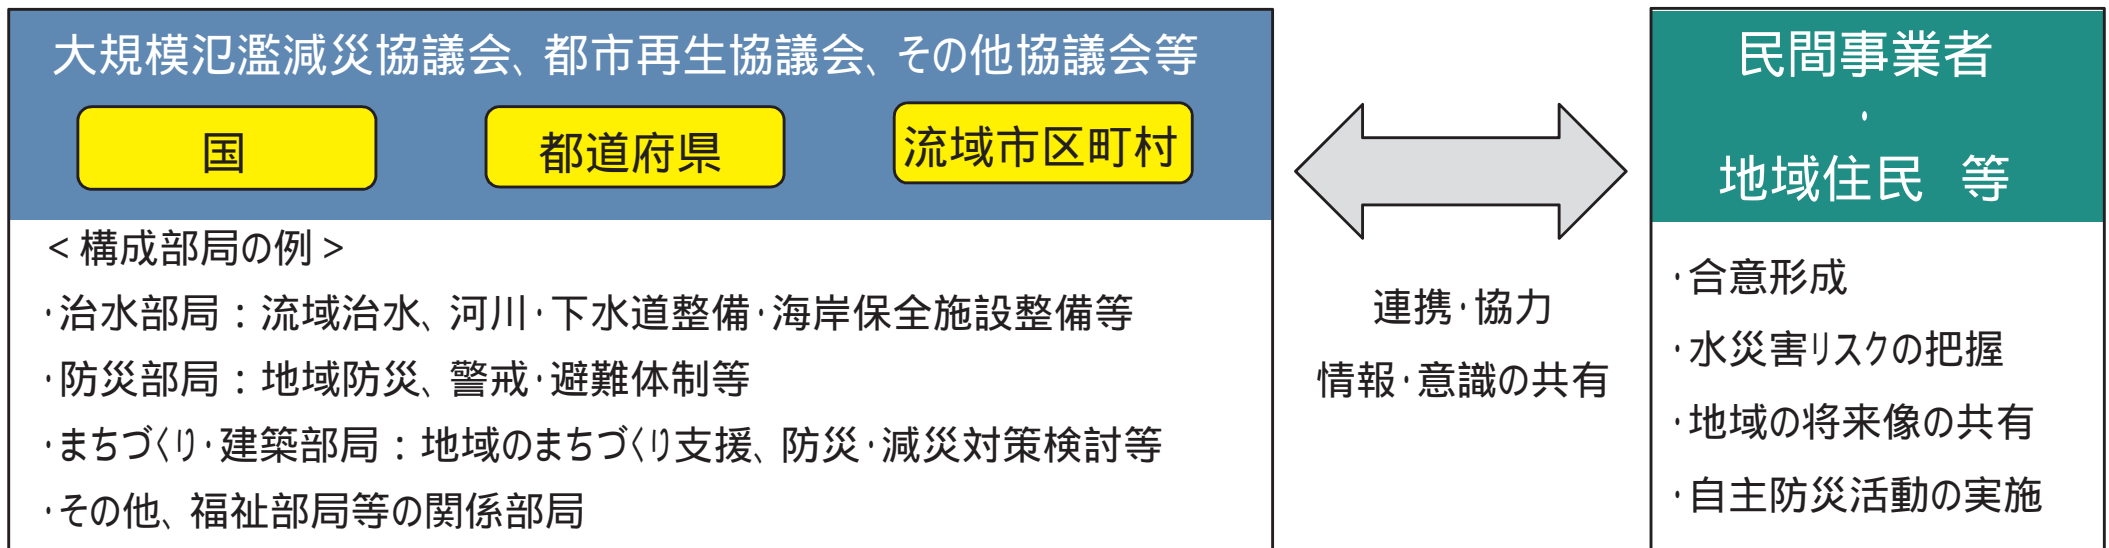 大規模氾濫減災協議会、都市再生協議会、その他協議会等
国
都道府県
流域市区町村
<構成部局の例>
・治水部局：流域治水、河川・下水道整備・海岸保全施設整備等
・防災部局：地域防災、警戒・避難体制等
・まちづくり・建築部局：地域のまちづくり支援、防災・減災対策検討等
・その他、福祉部局等の関係部局
連携・協力
情報・意識の共有
民間事業者
・
地域住民　等
・合意形成
・水災害リスクの把握
・地域の将来像の共有
・自主防災活動の実施